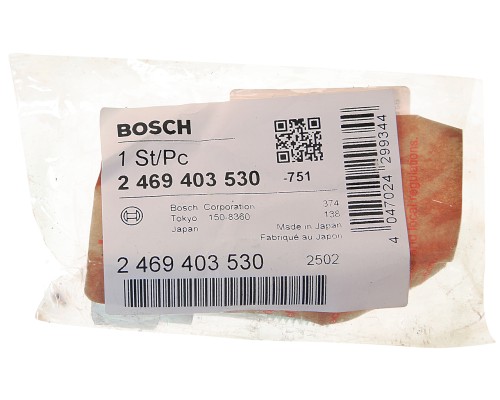 BOSCH
1 St/Pc
2 469 403 530 -751
Bosch Corporation 374
Tokyo 150-8360 138
Japan Made in Japan
Fabriqué au Japon
2 469 403 530 2502
4 047024 299344
regulations.